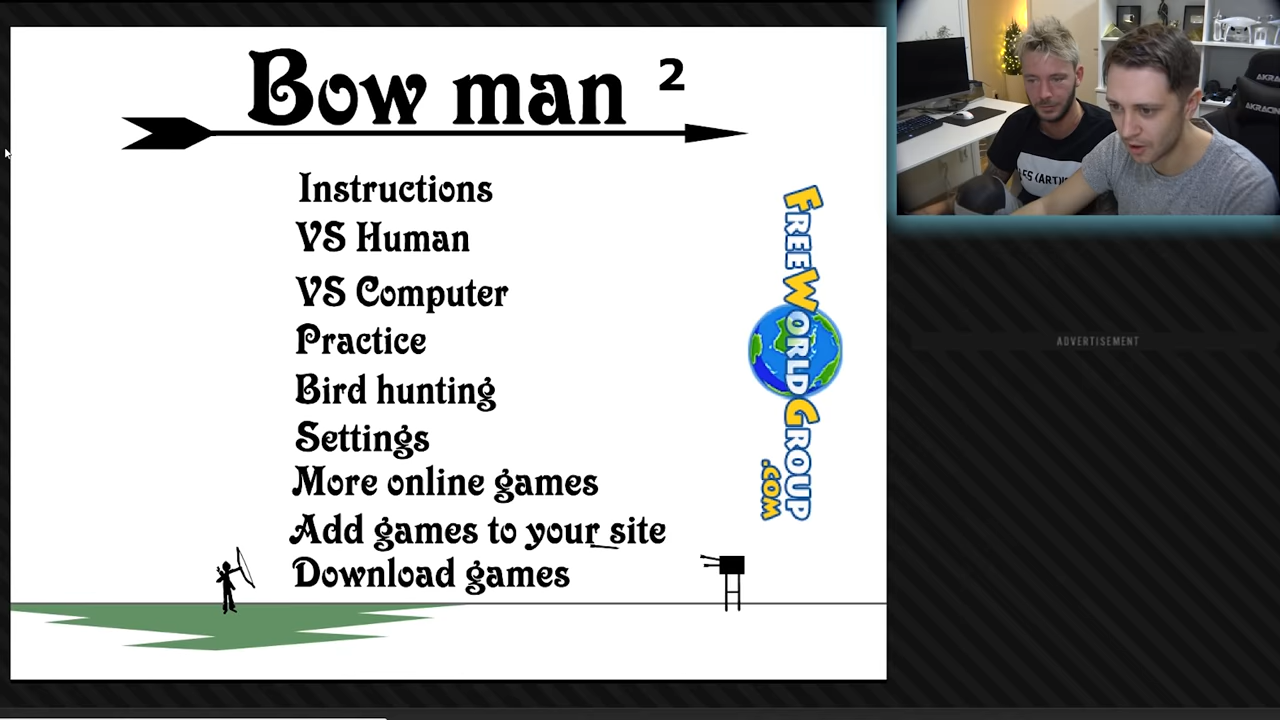 Bow man 2
Instructions
VS Human
VS Computer
Practice
Bird hunting
Settings
More online games
Add games to your site
Download games
FREEWORLDGROUP
.COM
ADVERTISEMENT
AKRACING